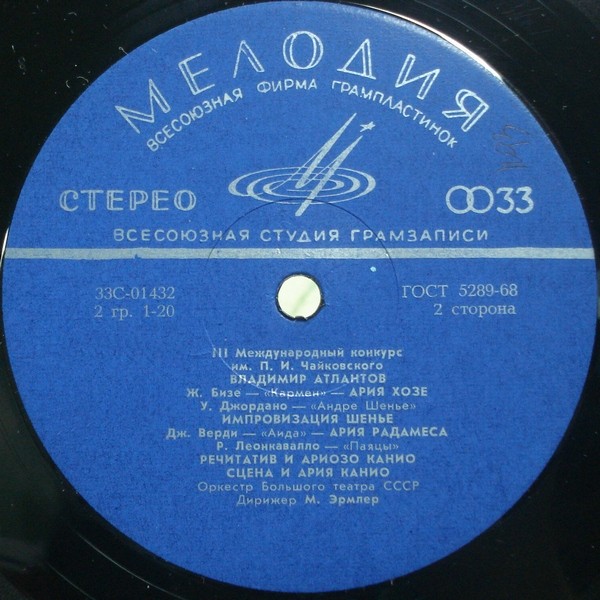 МЕЛОДИЯ
ВСЕСОЮЗНАЯ ФИРМА ГРАМПЛАСТИНОК
СТЕРЕО
33
ВСЕСОЮЗНАЯ СТУДИЯ ГРАМЗАПИСИ
33С-01432
ГОСТ 5289-68
2 гр. 1-20
2 сторона
III Международный конкурс
им. П. И. Чайковского
ВЛАДИМИР АТЛАНТОВ
Ж. Бизе — «Кармен» — АРИЯ ХОЗЕ
У. Джордано — «Андре Шенье»
ИМПРОВИЗАЦИЯ ШЕНЬЕ
Дж. Верди — «Аида» — АРИЯ РАДАМЕСА
Р. Леонкавалло — «Паяцы»
РЕЧИТАТИВ И АРИОЗО КАНИО
СЦЕНА И АРИЯ КАНИО
Оркестр Большого театра СССР
Дирижер М. Эрмлер